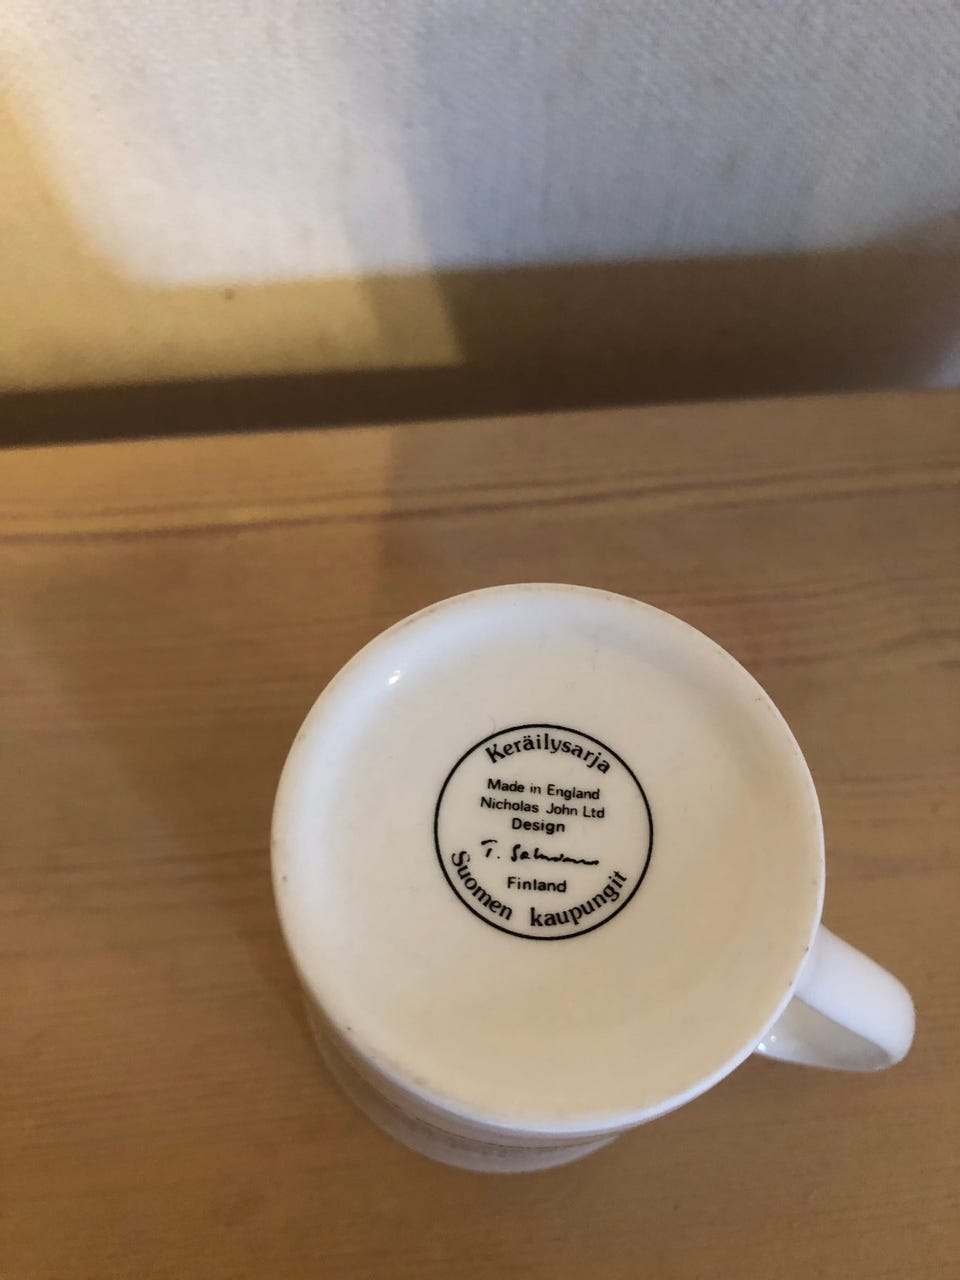 Keräilysarja
Made in England
Nicholas John Ltd
Design
T.
Finland
Suomen kaupungit